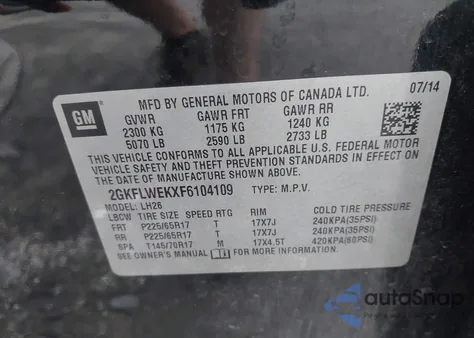 GM
MFD BY GENERAL MOTORS OF CANADA LTD. 07/14
GVWR GAWR FRT GAWR RR
2300 KG 1175 KG 1240 KG
5070 LB 2590 LB 2733 LB
THIS VEHICLE CONFORMS TO ALL APPLICABLE U.S. FEDERAL MOTOR
VEHICLE SAFETY AND THEFT PREVENTION STANDARDS IN EFFECT ON
THE DATE OF MANUFACTURE SHOWN ABOVE.
2GKFLWEKXF6104109 TYPE: M.P.V.
MODEL: LH26
LBCW TIRE SIZE SPEED RTG RIM COLD TIRE PRESSURE
FRT P225/65R17 T 17X7J 240KPA(35PSI)
RR P225/65R17 T 17X7J 240KPA(35PSI)
SPA T145/70R17 M 17X4.5T 420KPA(60PSI)
SEE OWNER'S MANUAL FOR MORE INFORMATION.
autoSnap